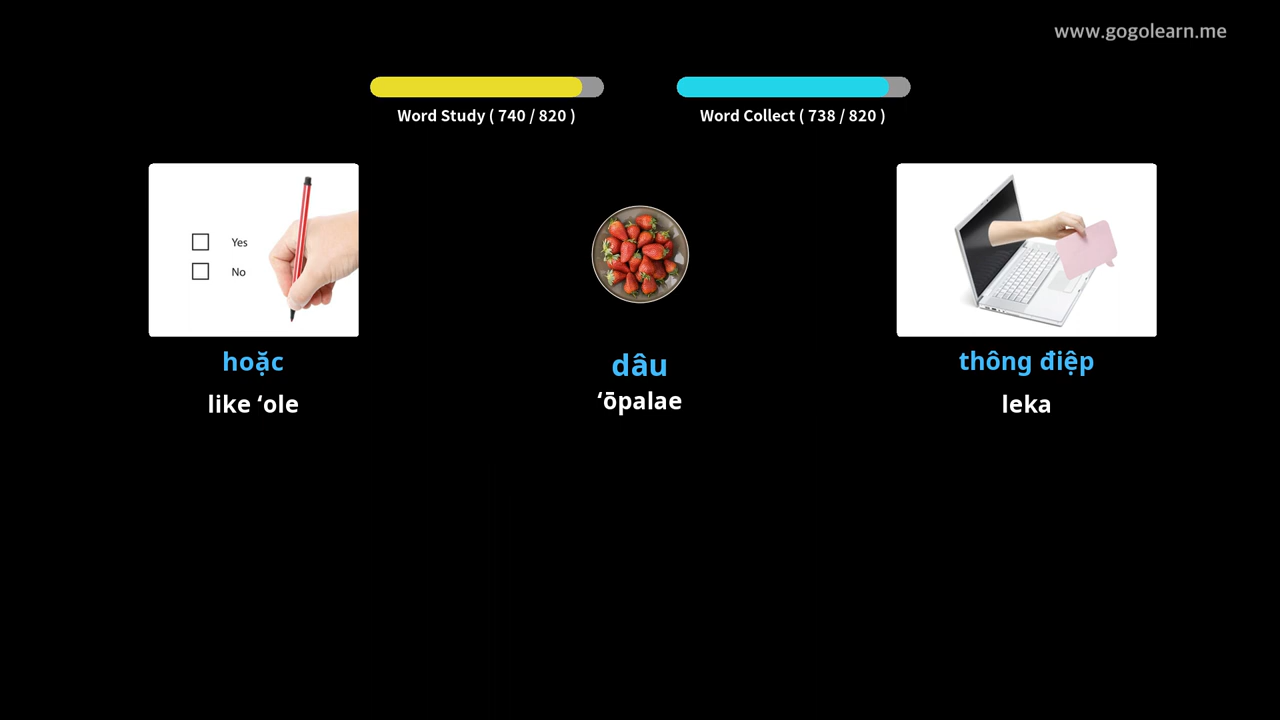 www.gogolearn.me
Word Study ( 740 / 820 )
Word Collect ( 738 / 820 )
Yes
No
hoặc
like ʻole
dâu
ʻōpalae
thông điệp
leka